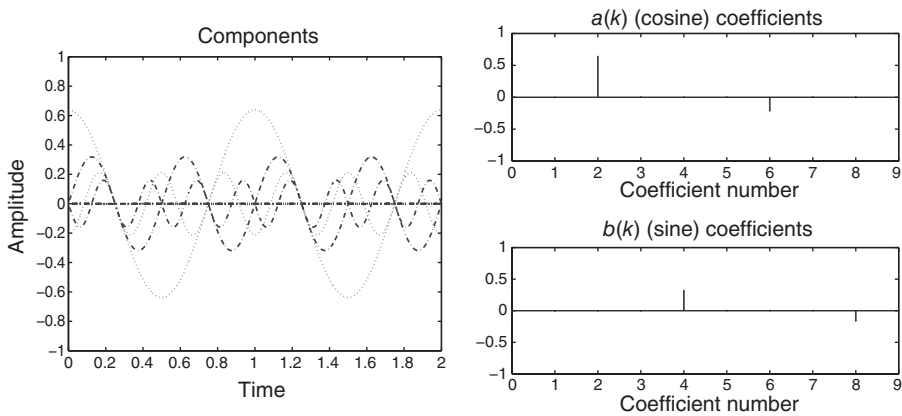 Components
1
0.8
0.6
0.4
0.2
0
−0.2
−0.4
−0.6
−0.8
−1
Amplitude
0 0.2 0.4 0.6 0.8 1 1.2 1.4 1.6 1.8 2
Time
a(k) (cosine) coefficients
1
0.5
0
−0.5
−1
0 1 2 3 4 5 6 7 8 9
Coefficient number
b(k) (sine) coefficients
1
0.5
0
−0.5
−1
0 1 2 3 4 5 6 7 8 9
Coefficient number